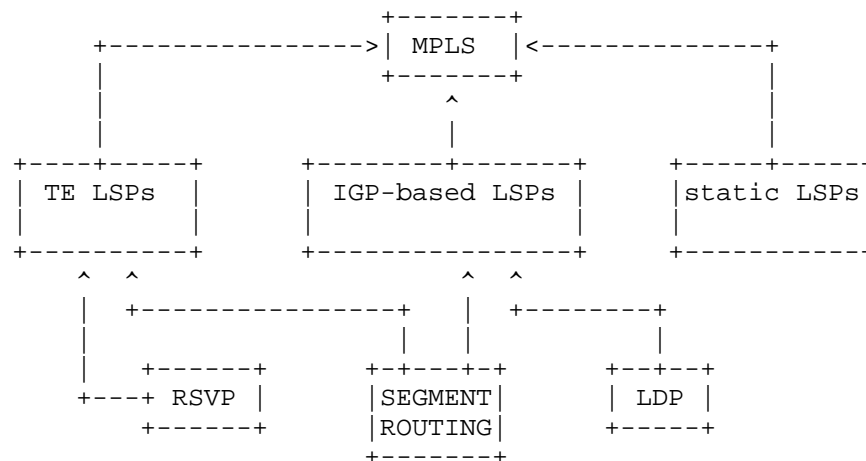 MPLS
TE LSPs IGP-based LSPs static LSPs
RSVP SEGMENT LDP
ROUTING